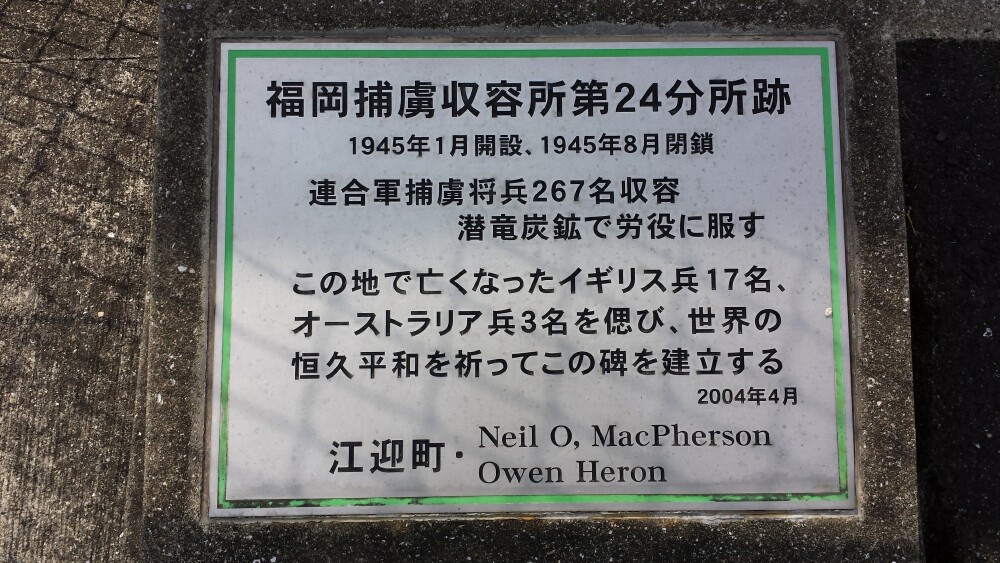 福岡捕虜収容所第24分所跡
1945年1月開設、1945年8月閉鎖
連合軍捕虜将兵267名収容
潜竜炭鉱で労役に服す
この地で亡くなったイギリス兵17名、
オーストラリア兵3名を偲び、世界の
恒久平和を祈ってこの碑を建立する
2004年4月
江迎町・Neil O, MacPherson
Owen Heron